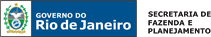 GOVERNO DO
Rio de Janeiro
SECRETARIA DE
FAZENDA E
PLANEJAMENTO